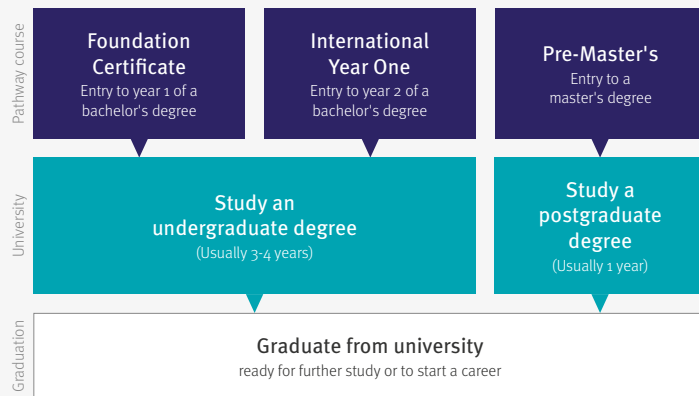 Pathway course
Foundation
Certificate
Entry to year 1 of a
bachelor's degree
International
Year One
Entry to year 2 of a
bachelor's degree
Pre-Master's
Entry to a
master's degree
University
Study an
undergraduate degree
(Usually 3-4 years)
Study a
postgraduate
degree
(Usually 1 year)
Graduation
Graduate from university
ready for further study or to start a career